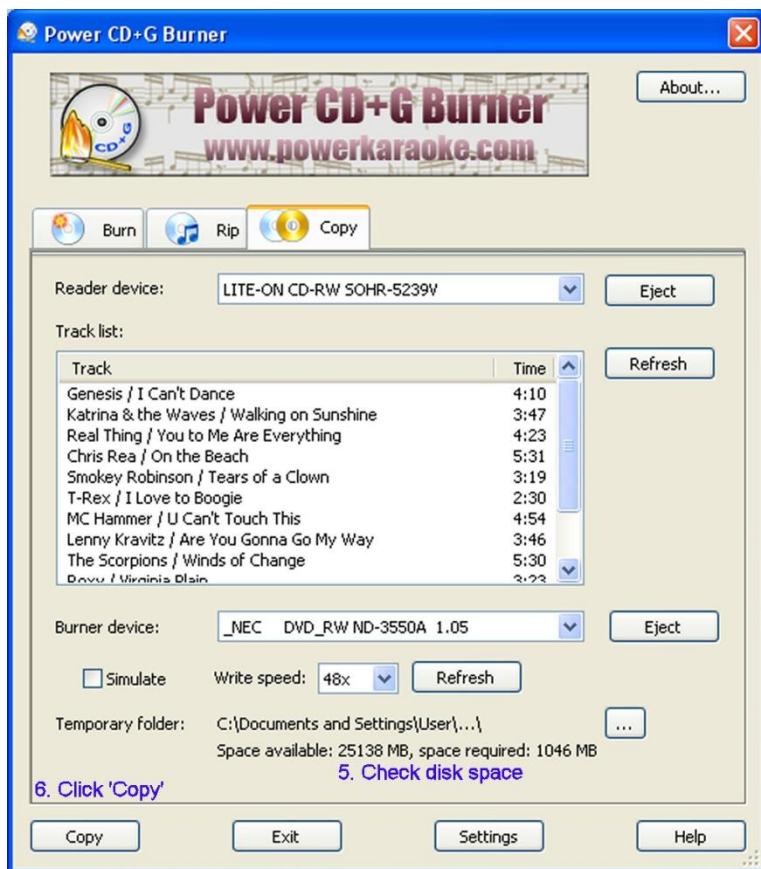 Power CD+G Burner
CD+G
Power CD+G Burner
www.powerkaraoke.com
About...
Burn
Rip
Copy
Reader device:
LITE-ON CD-RW SOHR-5239V
Eject
Track list:
Track Time
Refresh
Genesis / I Can't Dance 4:10
Katrina & the Waves / Walking on Sunshine 3:47
Real Thing / You to Me Are Everything 4:23
Chris Rea / On the Beach 5:31
Smokey Robinson / Tears of a Clown 3:19
T-Rex / I Love to Boogie 2:30
MC Hammer / U Can't Touch This 4:54
Lenny Kravitz / Are You Gonna Go My Way 3:46
The Scorpions / Winds of Change 5:30
Roxy / Virginia Plain 3:23
Burner device:
_NEC DVD_RW ND-3550A 1.05
Eject
Simulate
Write speed: 48x
Refresh
Temporary folder: C:\Documents and Settings\User\...\
...
Space available: 25138 MB, space required: 1046 MB
5. Check disk space
6. Click 'Copy'
Copy
Exit
Settings
Help